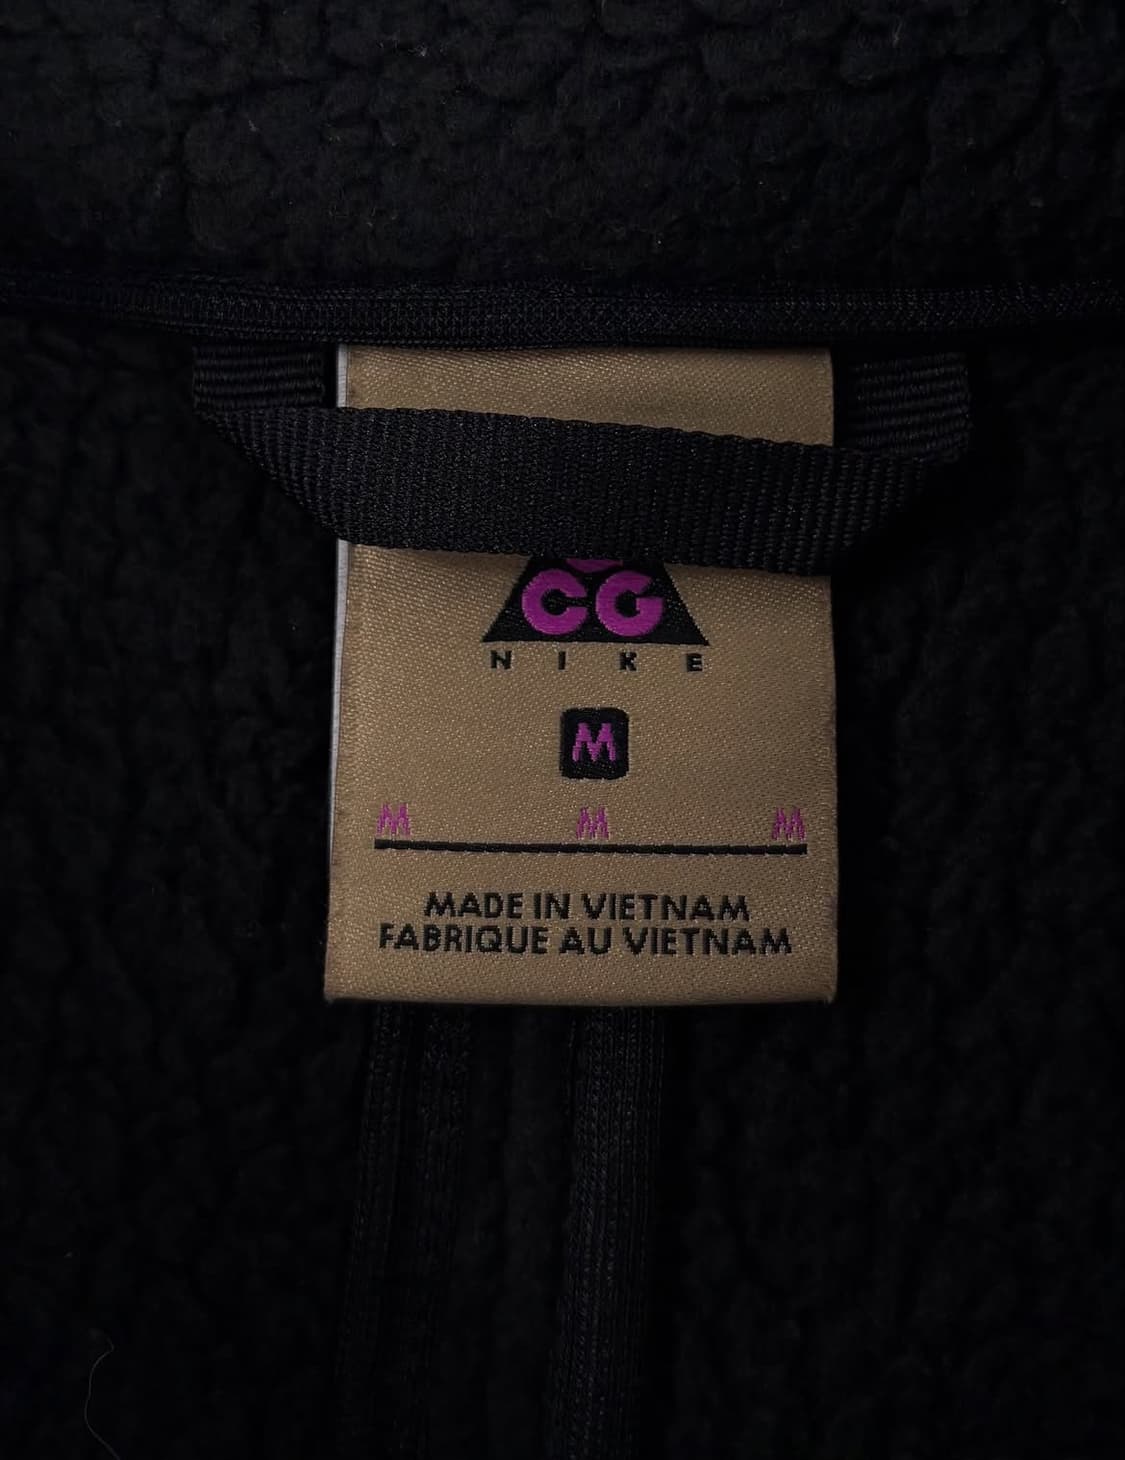 CG
NIKE
M
M M M
MADE IN VIETNAM
FABRIQUE AU VIETNAM